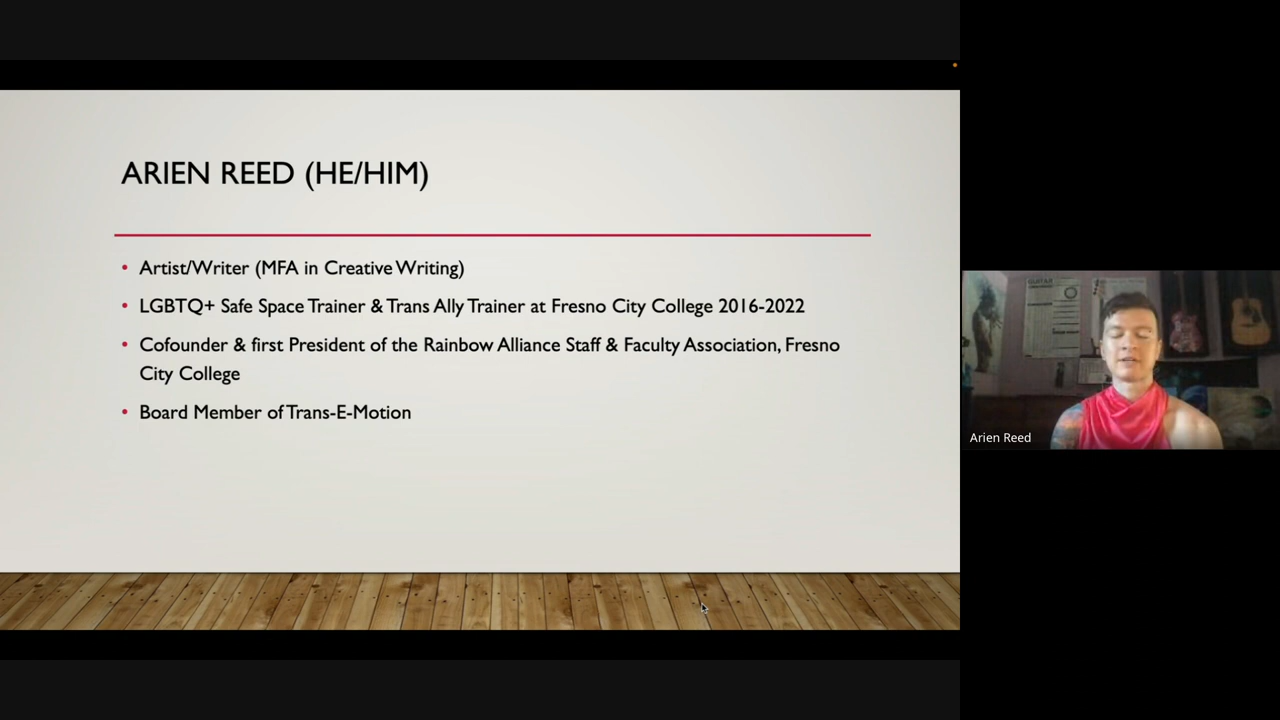 ARIEN REED (HE/HIM)
• Artist/Writer (MFA in Creative Writing)
• LGBTQ+ Safe Space Trainer & Trans Ally Trainer at Fresno City College 2016-2022
• Cofounder & first President of the Rainbow Alliance Staff & Faculty Association, Fresno
City College
• Board Member of Trans-E-Motion
GUITAR
Arien Reed